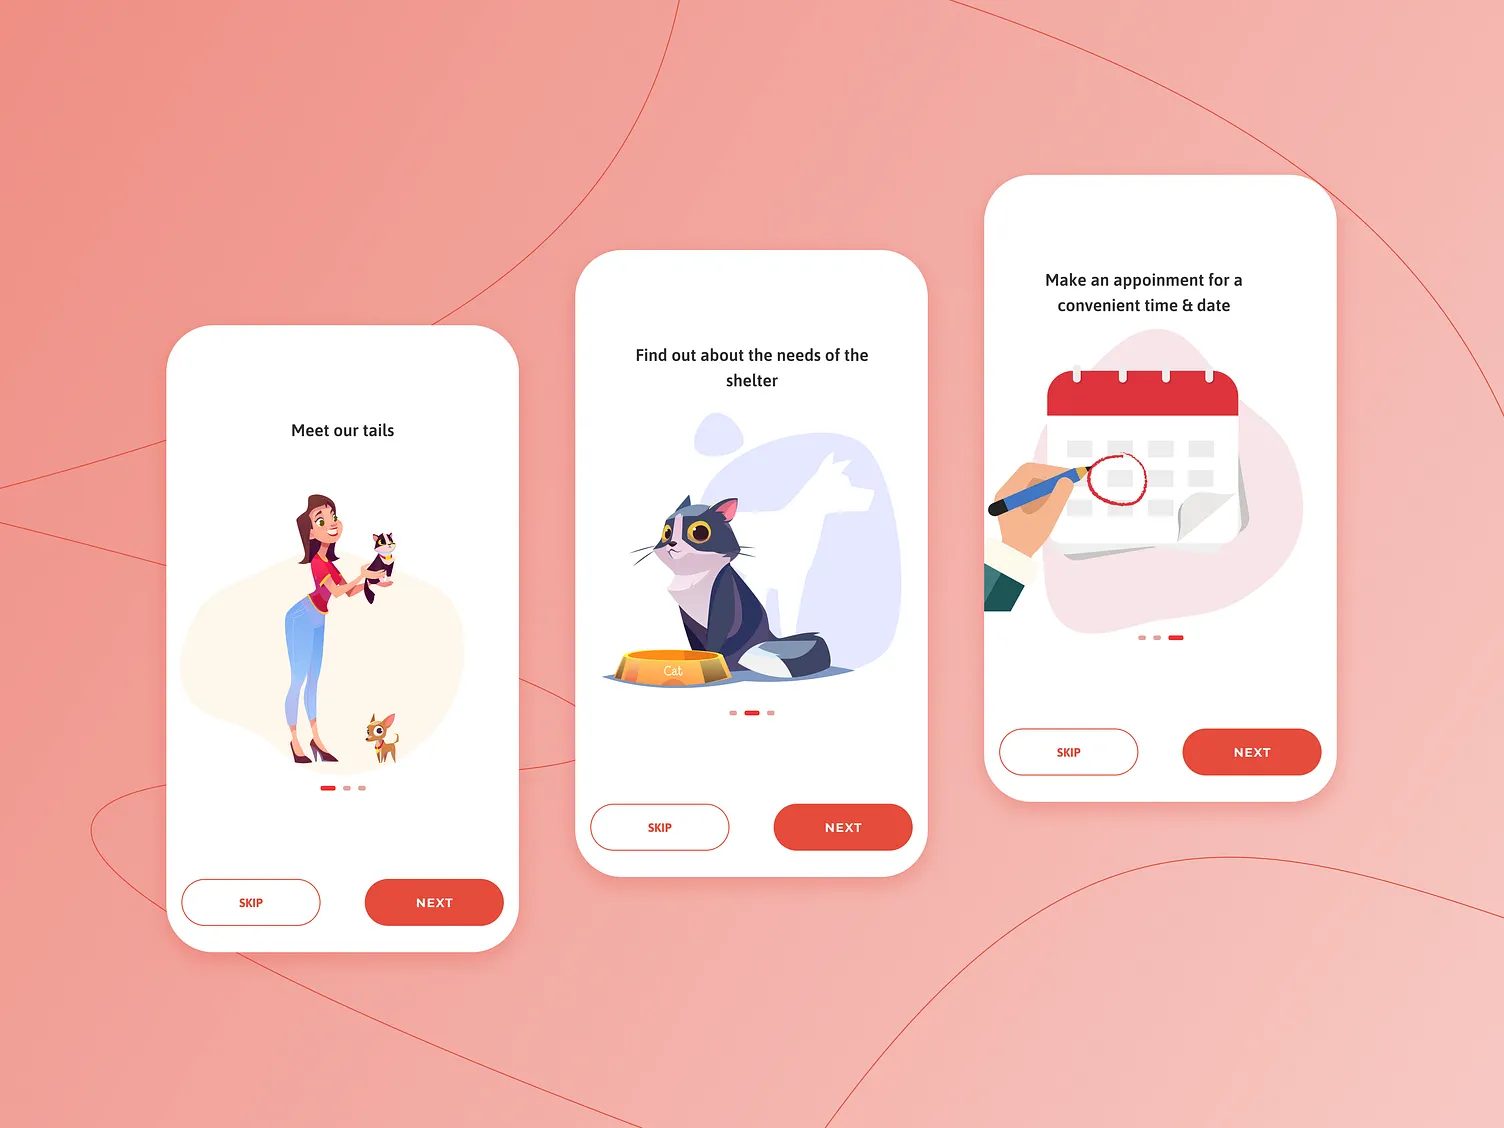 Meet our tails
SKIP
NEXT
Find out about the needs of the
shelter
Cat
SKIP
NEXT
Make an appoinment for a
convenient time & date
SKIP
NEXT